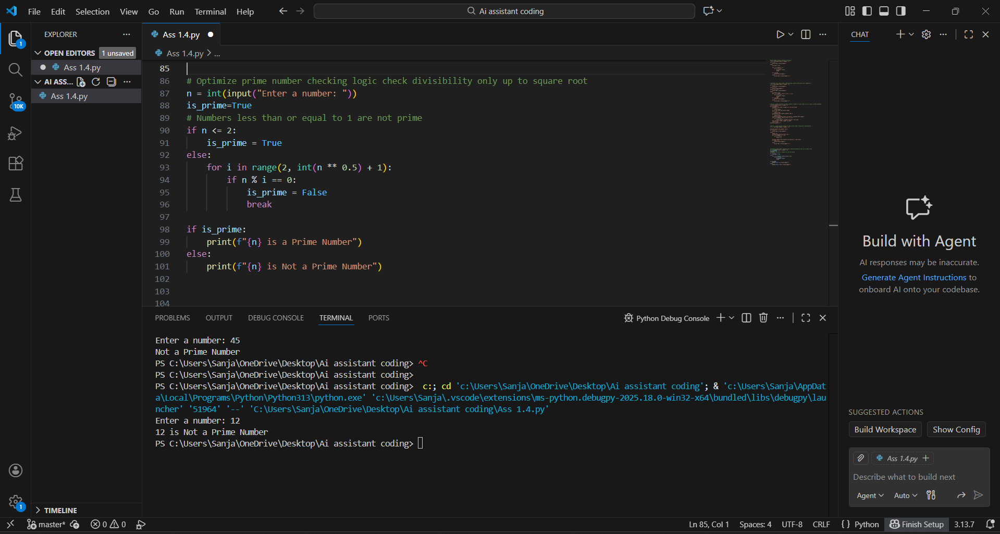 File Edit Selection View Go Run Terminal Help
Ai assistant coding
EXPLORER
1
OPEN EDITORS 1 unsaved
Ass 1.4.py
AI ASS...
Ass 1.4.py
10K
1
TIMELINE
Ass 1.4.py
Ass 1.4.py > ...
85
86 # Optimize prime number checking logic check divisibility only up to square root
87 n = int(input("Enter a number: "))
88 is_prime=True
89 # Numbers less than or equal to 1 are not prime
90 if n <= 2:
91     is_prime = True
92 else:
93     for i in range(2, int(n ** 0.5) + 1):
94         if n % i == 0:
95             is_prime = False
96             break
97
98 if is_prime:
99     print(f"{n} is a Prime Number")
100 else:
101     print(f"{n} is Not a Prime Number")
102
103
104
PROBLEMS OUTPUT DEBUG CONSOLE TERMINAL PORTS
Python Debug Console
Enter a number: 45
Not a Prime Number
PS C:\Users\Sanja\OneDrive\Desktop\Ai assistant coding> ^C
PS C:\Users\Sanja\OneDrive\Desktop\Ai assistant coding>
PS C:\Users\Sanja\OneDrive\Desktop\Ai assistant coding>  c:; cd 'c:\Users\Sanja\OneDrive\Desktop\Ai assistant coding'; & 'c:\Users\Sanja\AppDat
a\Local\Programs\Python\Python313\python.exe' 'c:\Users\Sanja\.vscode\extensions\ms-python.debugpy-2025.18.0-win32-x64\bundled\libs\debugpy\lau
ncher' '51964' '--' 'C:\Users\Sanja\OneDrive\Desktop\Ai assistant coding\Ass 1.4.py'
Enter a number: 12
12 is Not a Prime Number
PS C:\Users\Sanja\OneDrive\Desktop\Ai assistant coding>
CHAT
Build with Agent
AI responses may be inaccurate.
Generate Agent Instructions to
onboard AI onto your codebase.
SUGGESTED ACTIONS
Build Workspace Show Config
Ass 1.4.py
Describe what to build next
Agent Auto
master* 0 0
Ln 85, Col 1 Spaces: 4 UTF-8 CRLF { } Python Finish Setup 3.13.7